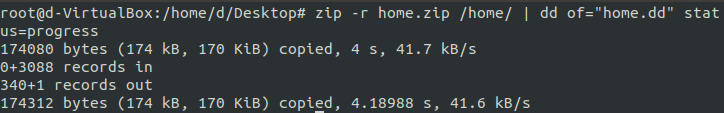 root@d-VirtualBox:/home/d/Desktop# zip -r home.zip /home/ | dd of="home.dd" stat
us=progress
174080 bytes (174 kB, 170 KiB) copied, 4 s, 41.7 kB/s
0+3088 records in
340+1 records out
174312 bytes (174 kB, 170 KiB) copied, 4.18988 s, 41.6 kB/s